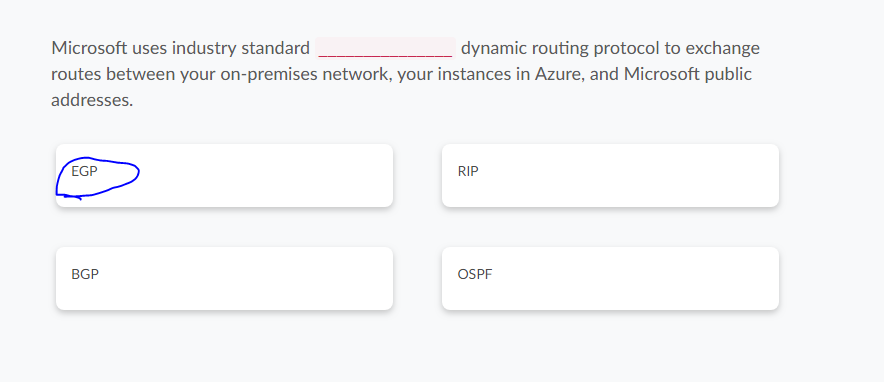 Microsoft uses industry standard _______________ dynamic routing protocol to exchange
routes between your on-premises network, your instances in Azure, and Microsoft public
addresses.
EGP
RIP
BGP
OSPF